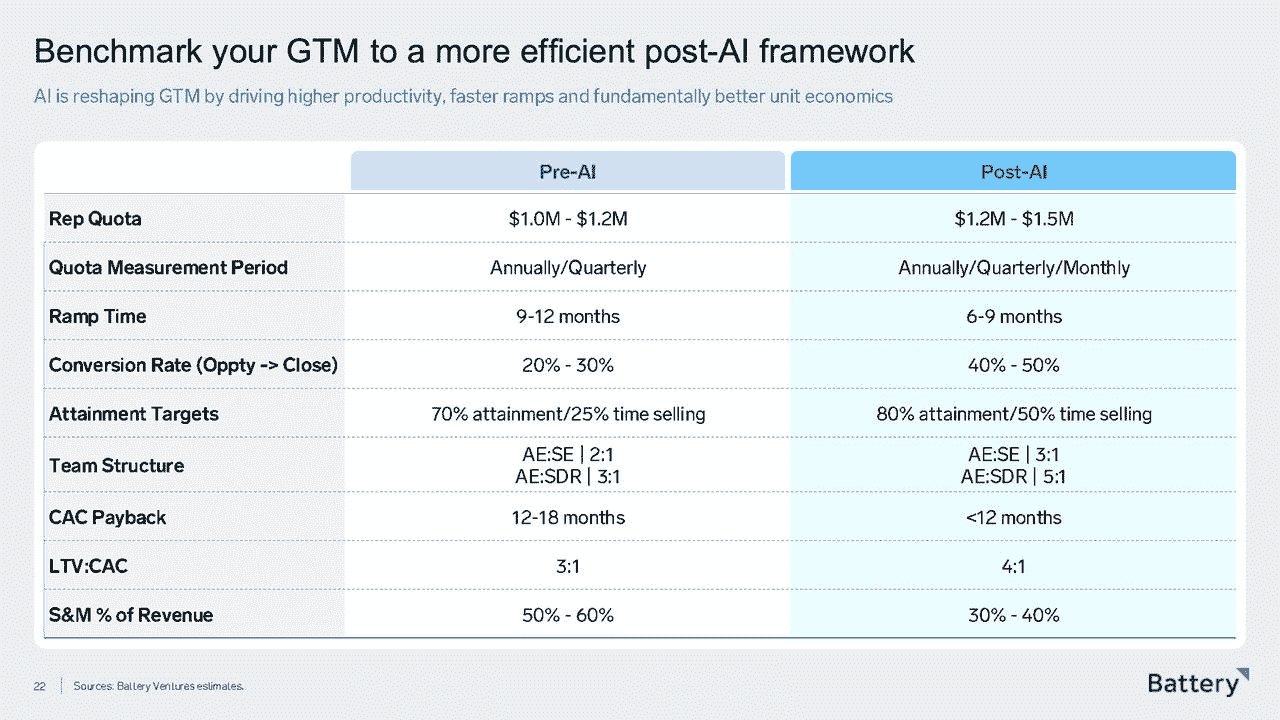 Benchmark your GTM to a more efficient post-AI framework
AI is reshaping GTM by driving higher productivity, faster ramps and fundamentally better unit economics
Pre-AI Post-AI
Rep Quota $1.0M - $1.2M $1.2M - $1.5M
Quota Measurement Period Annually/Quarterly Annually/Quarterly/Monthly
Ramp Time 9-12 months 6-9 months
Conversion Rate (Oppty -> Close) 20% - 30% 40% - 50%
Attainment Targets 70% attainment/25% time selling 80% attainment/50% time selling
Team Structure AE:SE | 2:1 AE:SE | 3:1
AE:SDR | 3:1 AE:SDR | 5:1
CAC Payback 12-18 months <12 months
LTV:CAC 3:1 4:1
S&M % of Revenue 50% - 60% 30% - 40%
22 Sources: Battery Ventures estimates.
Battery